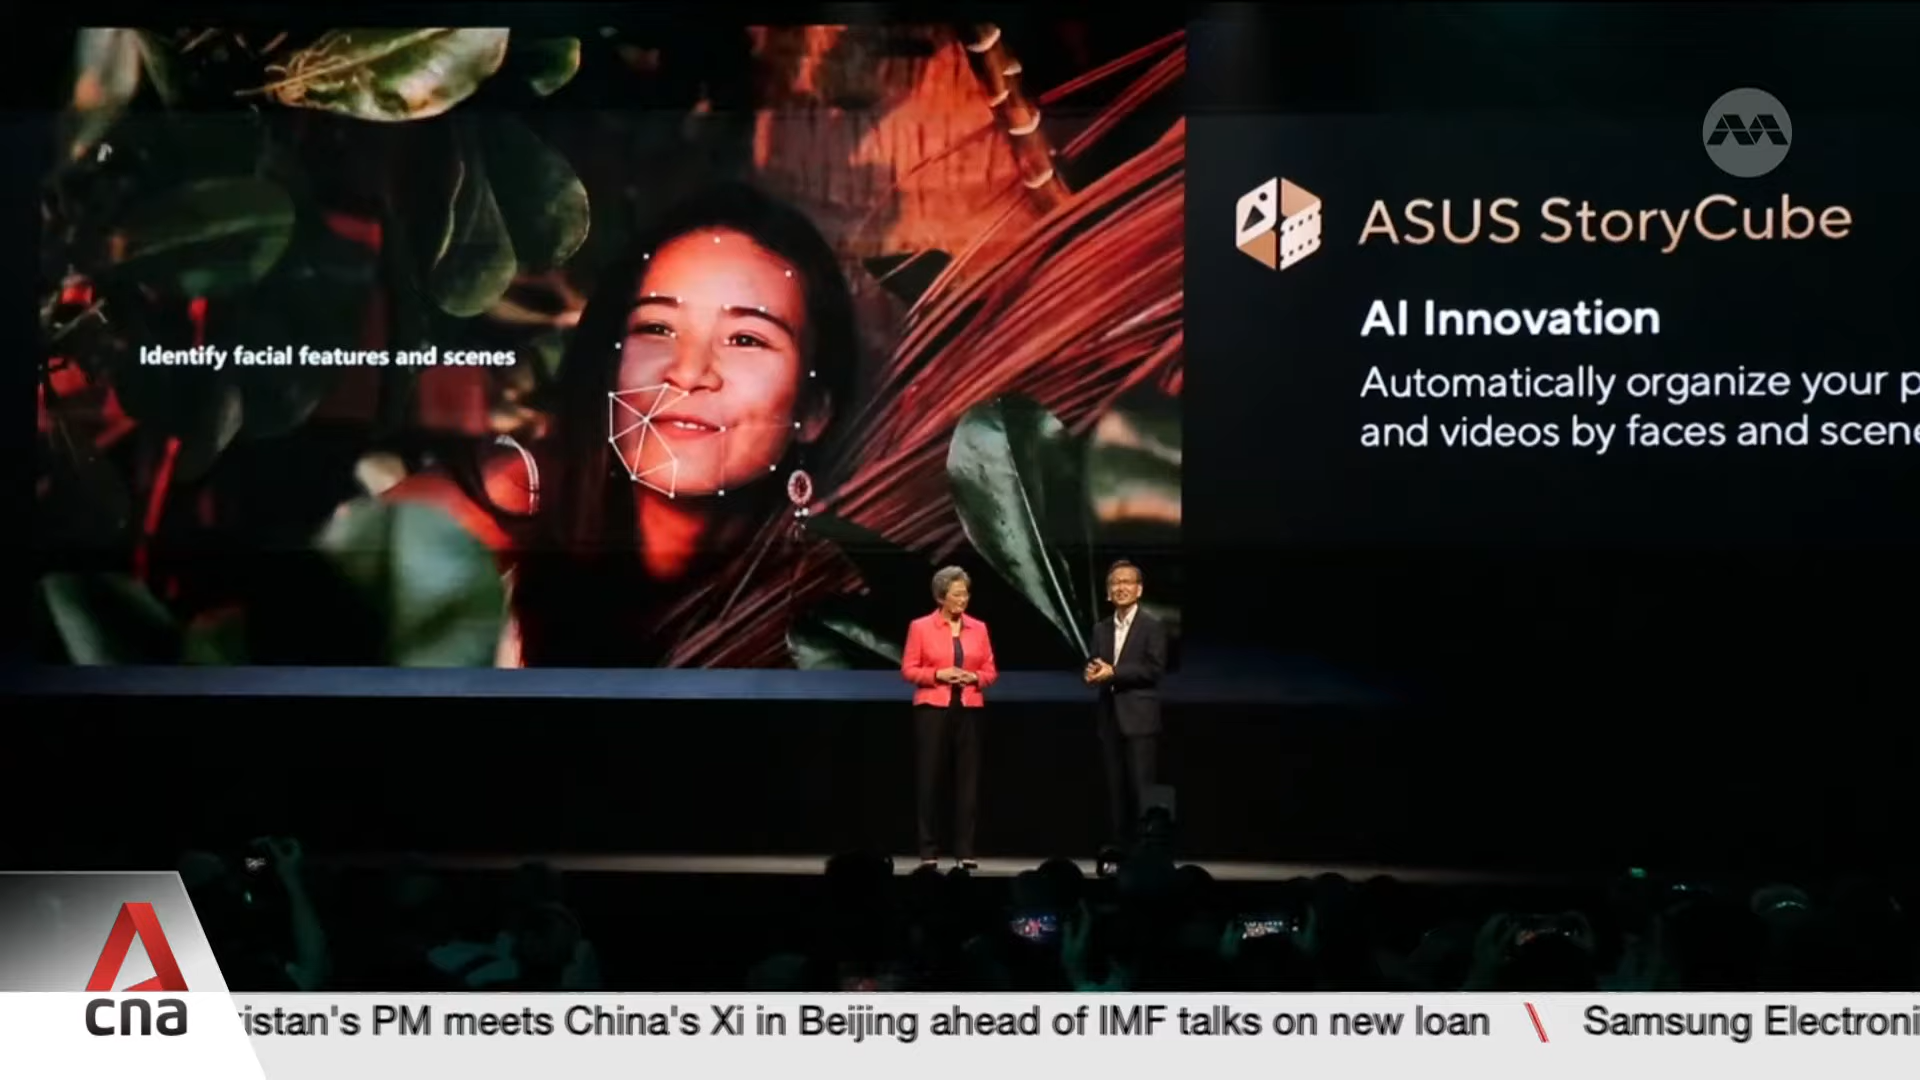 ASUS StoryCube
AI Innovation
Automatically organize your p
and videos by faces and scene
Identify facial features and scenes
cna
istan's PM meets China's Xi in Beijing ahead of IMF talks on new loan \ Samsung Electroni